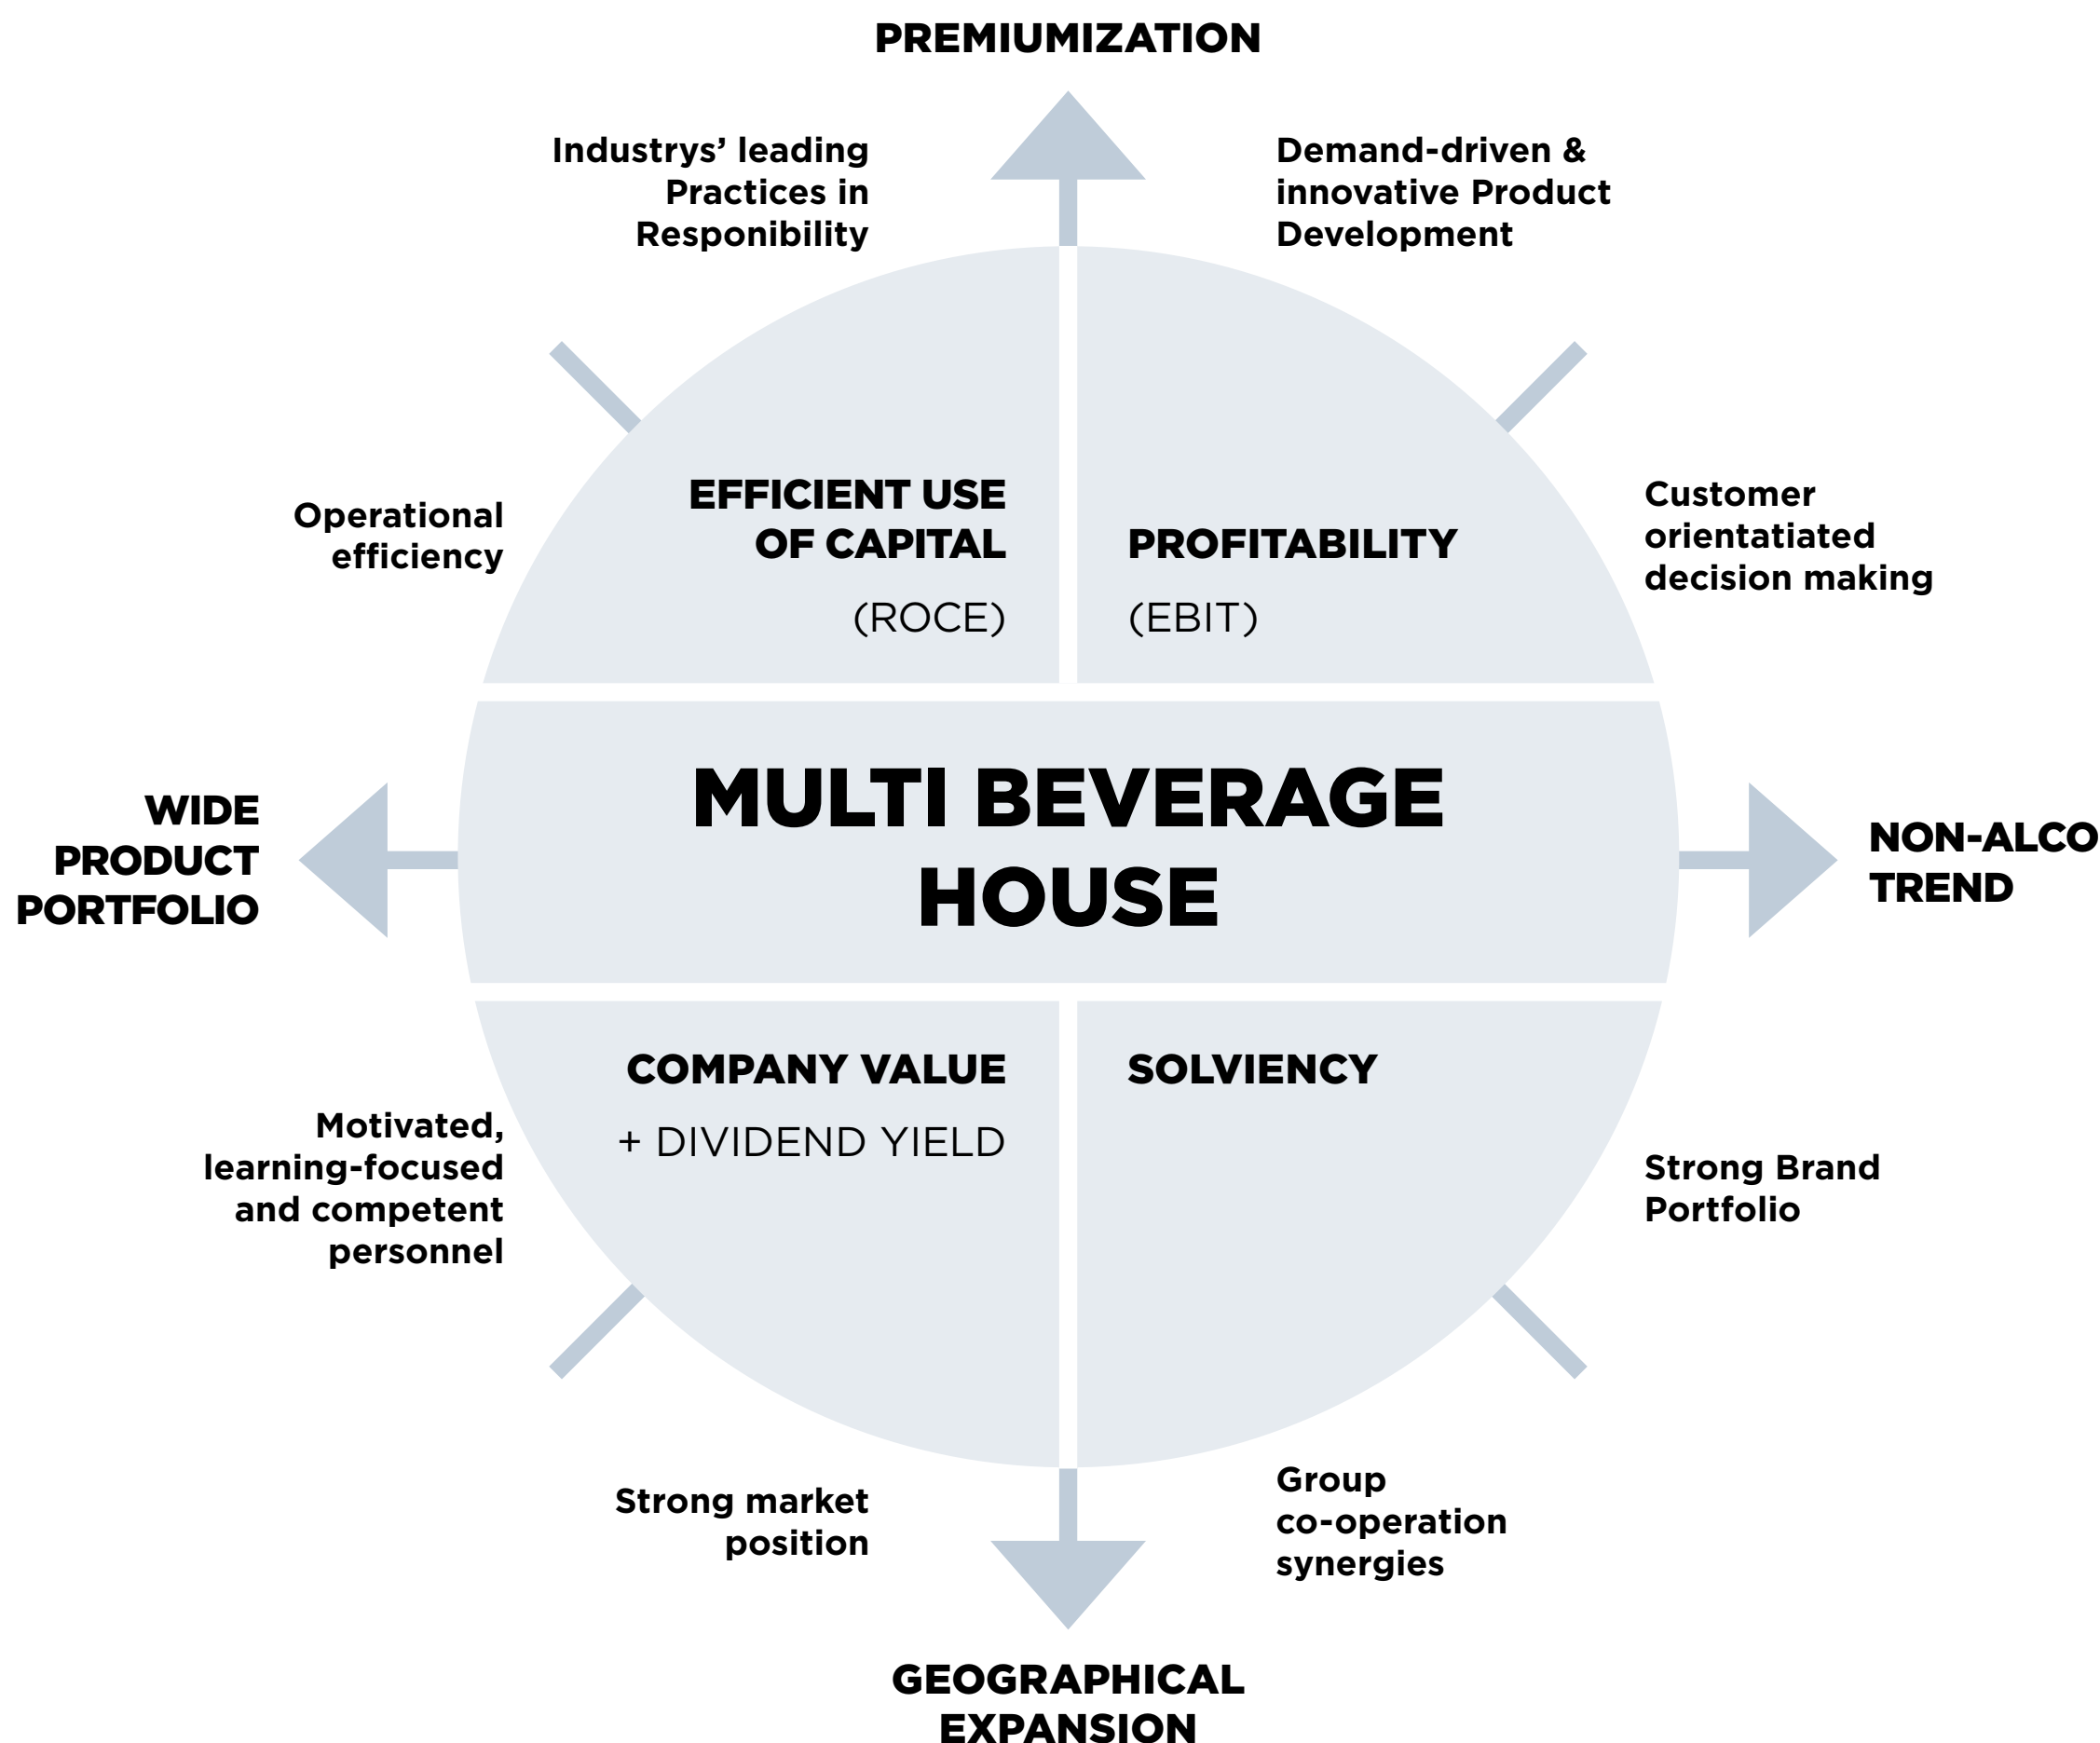 PREMIUMIZATION
Industrys’ leading
Practices in
Responibility
Demand-driven &
innovative Product
Development
Operational
efficiency
EFFICIENT USE
OF CAPITAL
(ROCE)
PROFITABILITY
(EBIT)
Customer
orientatiated
decision making
WIDE
PRODUCT
PORTFOLIO
MULTI BEVERAGE
HOUSE
NON-ALCO
TREND
COMPANY VALUE
+ DIVIDEND YIELD
SOLVIENCY
Motivated,
learning-focused
and competent
personnel
Strong Brand
Portfolio
Strong market
position
Group
co-operation
synergies
GEOGRAPHICAL
EXPANSION